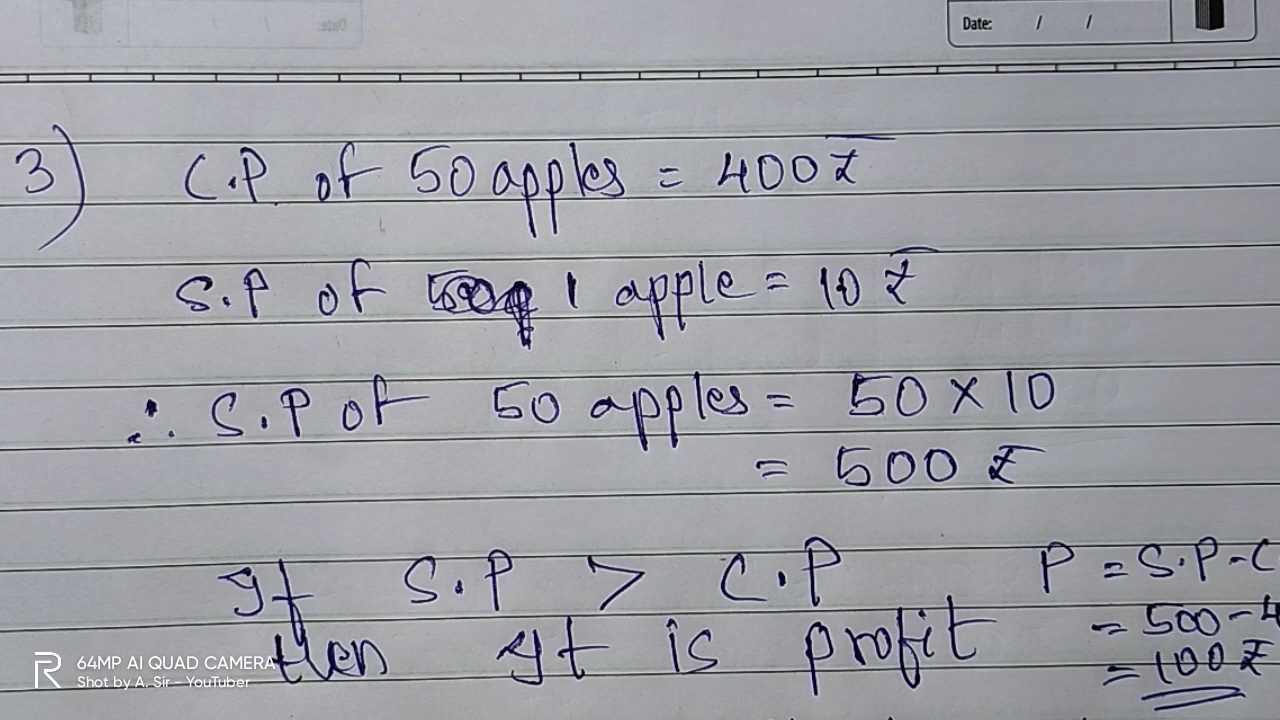 Date: / /
3) C.P of 50 apples = 400 ₹
S.P of 1 apple = 10 ₹
∴ S.P of 50 apples = 50 × 10
= 500 ₹
If S.P > C.P
then It is profit
P = S.P - C
= 500 - 4
= 100 ₹
64MP AI QUAD CAMERA
Shot by A. Sir - YouTuber